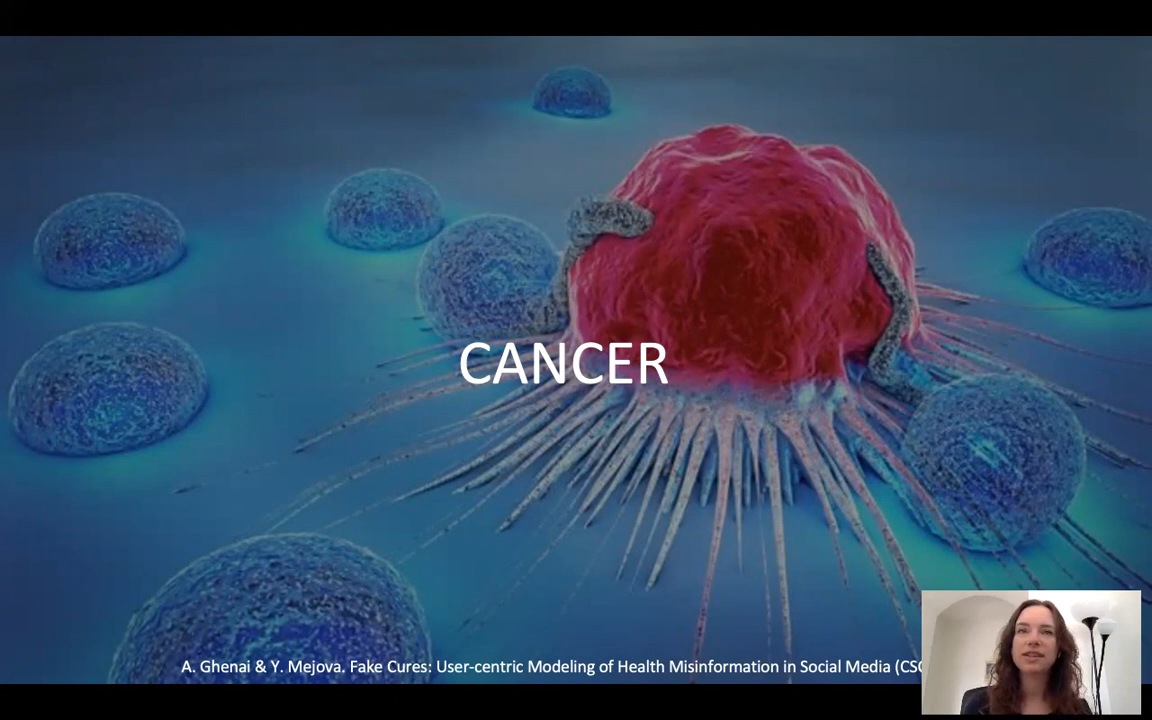 CANCER
A. Ghenai & Y. Mejova. Fake Cures: User-centric Modeling of Health Misinformation in Social Media